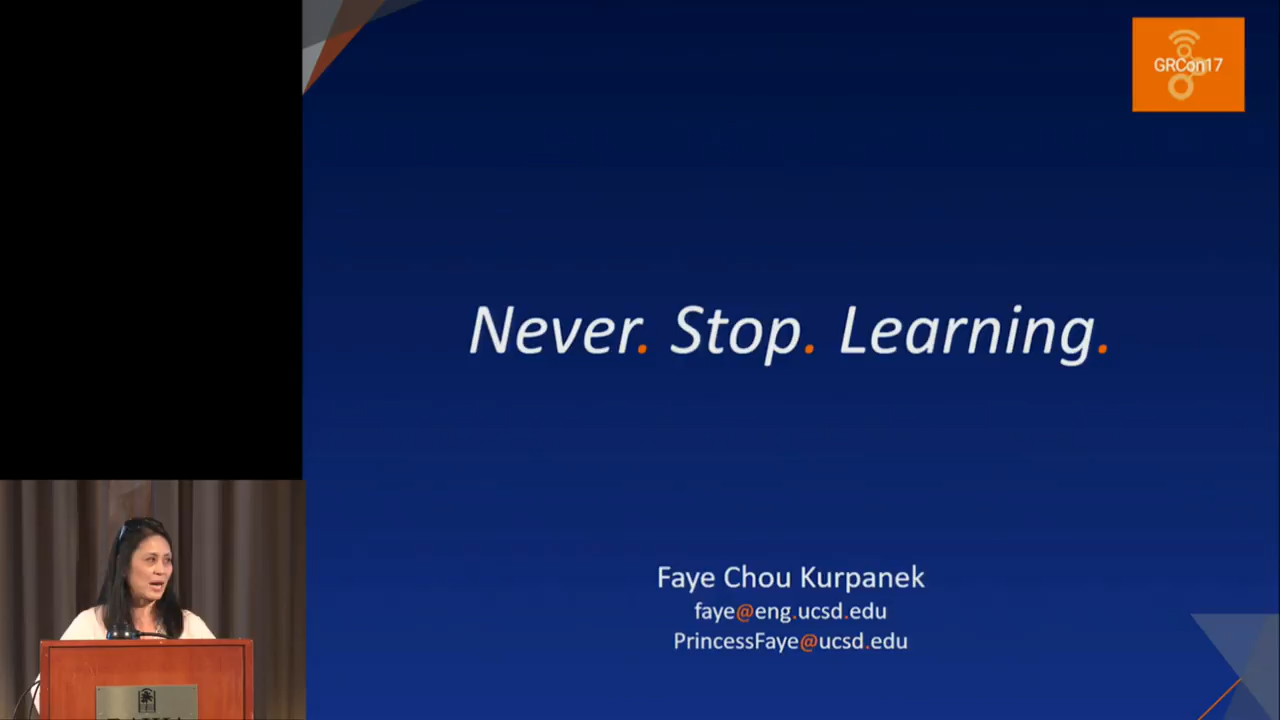 GRCon17
Never. Stop. Learning.
Faye Chou Kurpanek
faye@eng.ucsd.edu
PrincessFaye@ucsd.edu